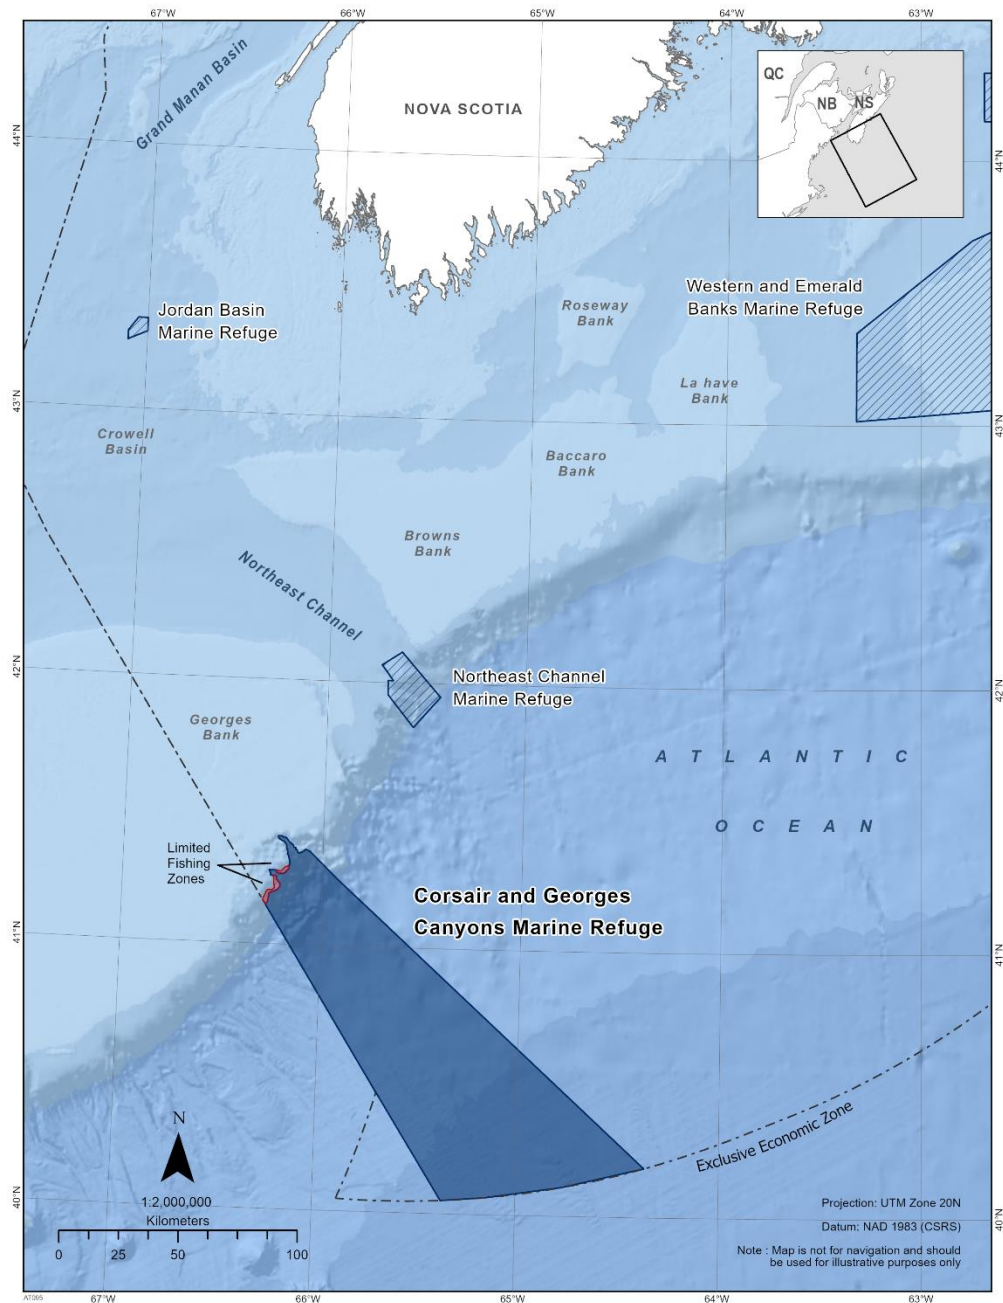 67°W
66°W
65°W
64°W
63°W
Grand Manan Basin
NOVA SCOTIA
QC
NB
NS
44°N
44°N
Jordan Basin
Marine Refuge
Roseway
Bank
Western and Emerald
Banks Marine Refuge
La have
Bank
43°N
43°N
Crowell
Basin
Baccaro
Bank
Browns
Bank
Northeast Channel
42°N
42°N
Northeast Channel
Marine Refuge
Georges
Bank
ATLANTIC
OCEAN
Limited
Fishing
Zones
Corsair and Georges
Canyons Marine Refuge
41°N
41°N
Exclusive Economic Zone
N
1:2,000,000
Kilometers
0 25 50 100
40°N
40°N
Projection: UTM Zone 20N
Datum: NAD 1983 (CSRS)
Note : Map is not for navigation and should
be used for illustrative purposes only
AT095
67°W
66°W
65°W
64°W
63°W